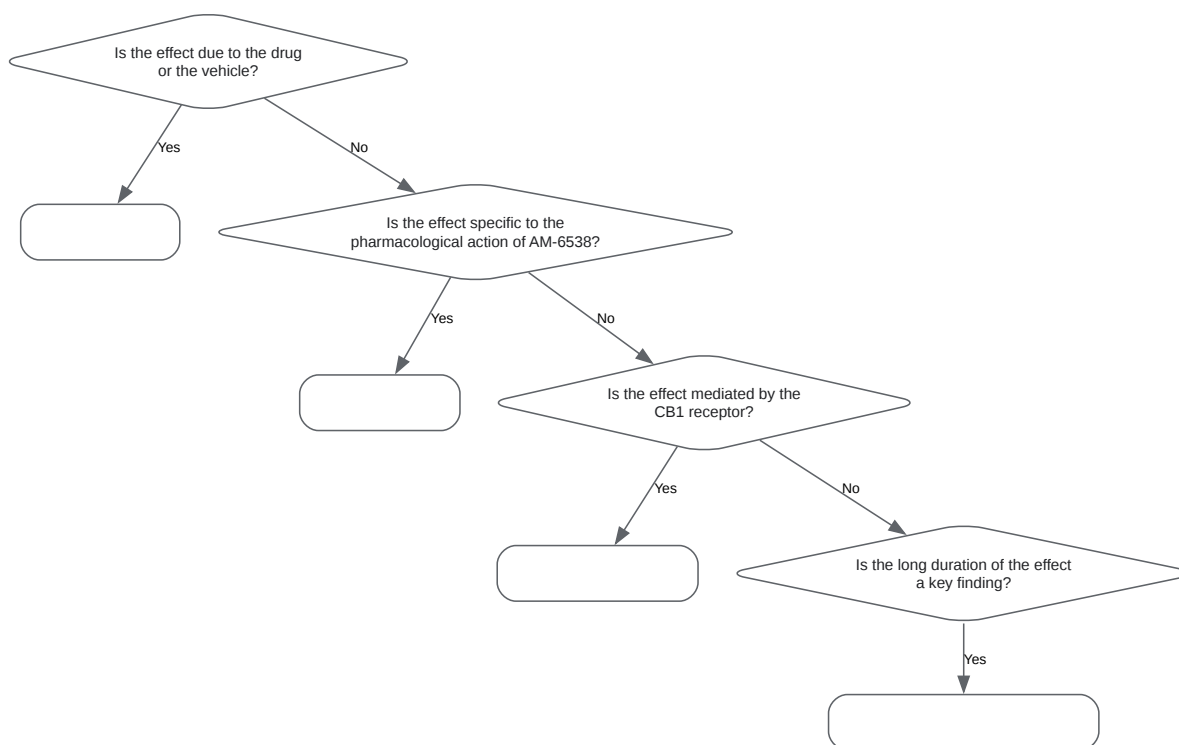 Is the effect due to the drug
or the vehicle?
Yes
No
Is the effect specific to the
pharmacological action of AM-6538?
Yes
No
Is the effect mediated by the
CB1 receptor?
Yes
No
Is the long duration of the effect
a key finding?
Yes